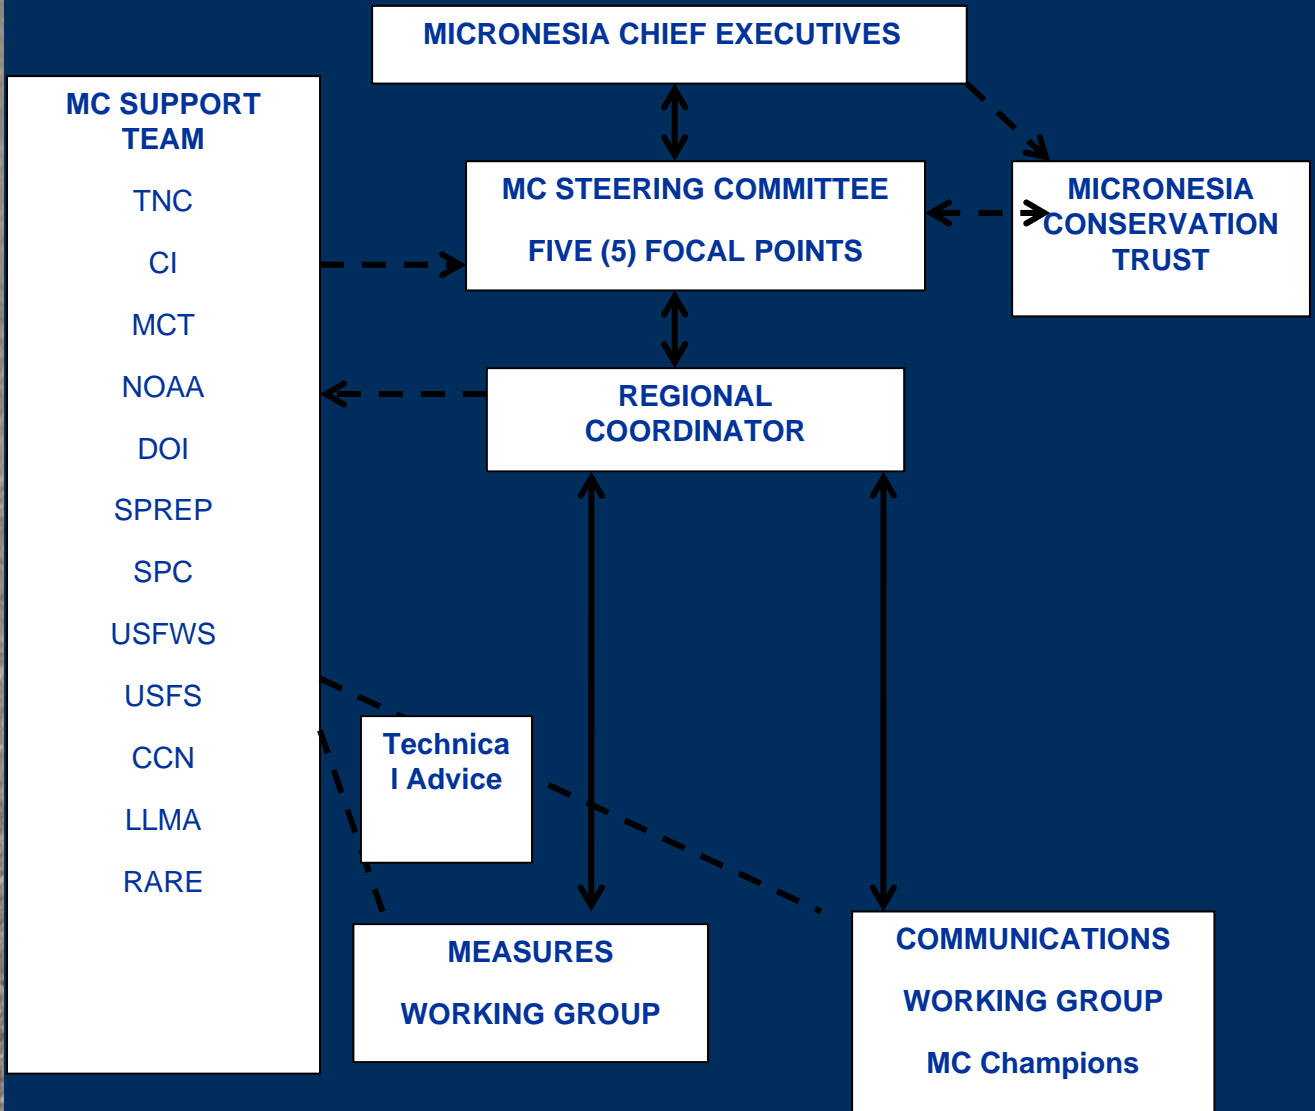 MICRONESIA CHIEF EXECUTIVES
MC SUPPORT
TEAM
TNC
CI
MCT
NOAA
DOI
SPREP
SPC
USFWS
USFS
CCN
LLMA
RARE
MC STEERING COMMITTEE
FIVE (5) FOCAL POINTS
MICRONESIA
CONSERVATION
TRUST
REGIONAL
COORDINATOR
Technica
l Advice
MEASURES
WORKING GROUP
COMMUNICATIONS
WORKING GROUP
MC Champions